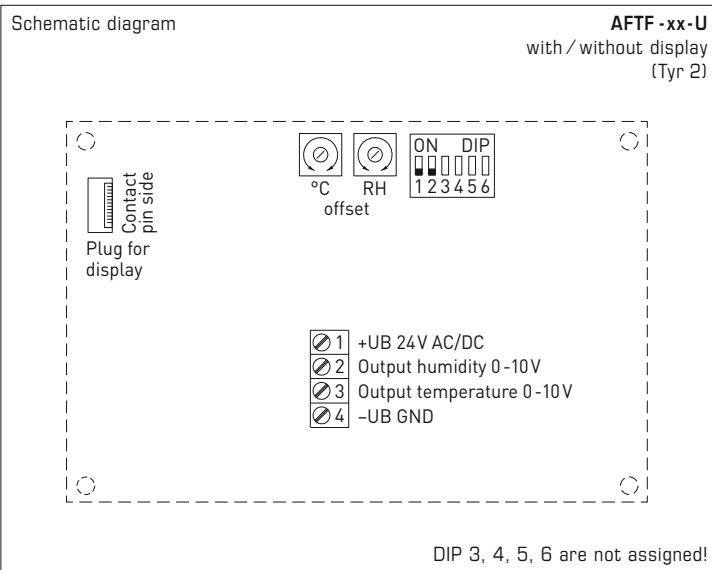 Schematic diagram
AFTF-xx-U
with / without display
(Tyr 2)
ON DIP
1 2 3 4 5 6
°C RH
offset
Contact
pin side
Plug for
display
1 +UB 24V AC/DC
2 Output humidity 0-10V
3 Output temperature 0-10V
4 –UB GND
DIP 3, 4, 5, 6 are not assigned!